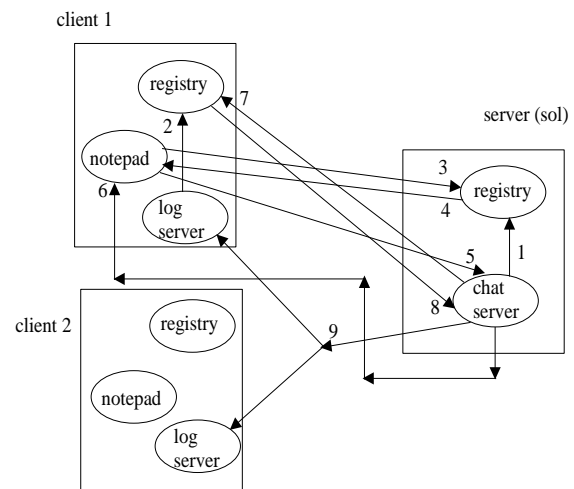 client 1
registry
7
2
server (sol)
notepad
3
6
4
registry
log
server
5
1
8
chat
server
client 2
registry
9
notepad
log
server